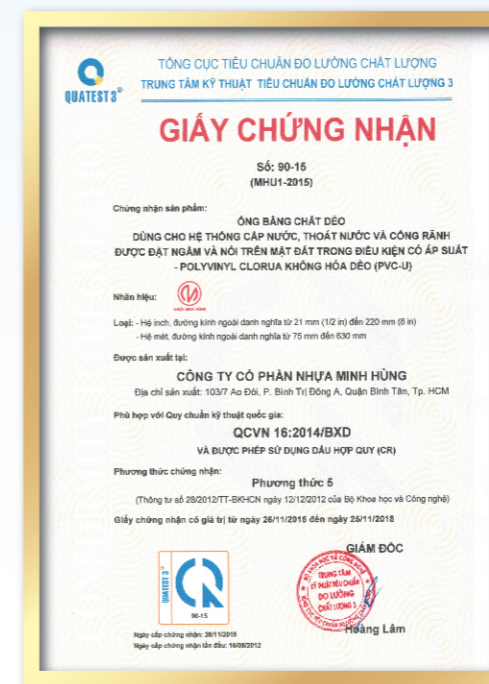 TỔNG CỤC TIÊU CHUẨN ĐO LƯỜNG CHẤT LƯỢNG
TRUNG TÂM KỸ THUẬT TIÊU CHUẨN ĐO LƯỜNG CHẤT LƯỢNG 3
QUATEST 3®
GIẤY CHỨNG NHẬN
Số: 90-15
(MHU1-2015)
Chứng nhận sản phẩm:
ỐNG BẰNG CHẤT DẺO
DÙNG CHO HỆ THỐNG CẤP NƯỚC, THOÁT NƯỚC VÀ CỐNG RÃNH
ĐƯỢC ĐẶT NGẦM VÀ NỔI TRÊN MẶT ĐẤT TRONG ĐIỀU KIỆN CÓ ÁP SUẤT
- POLYVINYL CLORUA KHÔNG HÓA DẺO (PVC-U)
Nhãn hiệu:
Loại: - Hệ inch, đường kính ngoài danh nghĩa từ 21 mm (1/2 in) đến 220 mm (8 in)
- Hệ mét, đường kính ngoài danh nghĩa từ 75 mm đến 630 mm
Được sản xuất tại:
CÔNG TY CỔ PHẦN NHỰA MINH HÙNG
Địa chỉ sản xuất: 103/7 Ao Đôi, P. Bình Trị Đông A, Quận Bình Tân, Tp. HCM
Phù hợp với Quy chuẩn kỹ thuật quốc gia:
QCVN 16:2014/BXD
VÀ ĐƯỢC PHÉP SỬ DỤNG DẤU HỢP QUY (CR)
Phương thức chứng nhận:
Phương thức 5
(Thông tư số 28/2012/TT-BKHCN ngày 12/12/2012 của Bộ Khoa học và Công nghệ)
Giấy chứng nhận có giá trị từ ngày 26/11/2015 đến ngày 25/11/2018
GIÁM ĐỐC
TRUNG TÂM
KỸ THUẬT TIÊU CHUẨN
ĐO LƯỜNG
CHẤT LƯỢNG 3
QUATEST 3®
90-15
Hoàng Lâm
Ngày cấp chứng nhận: 26/11/2015
Ngày cấp chứng nhận lần đầu: 16/08/2012